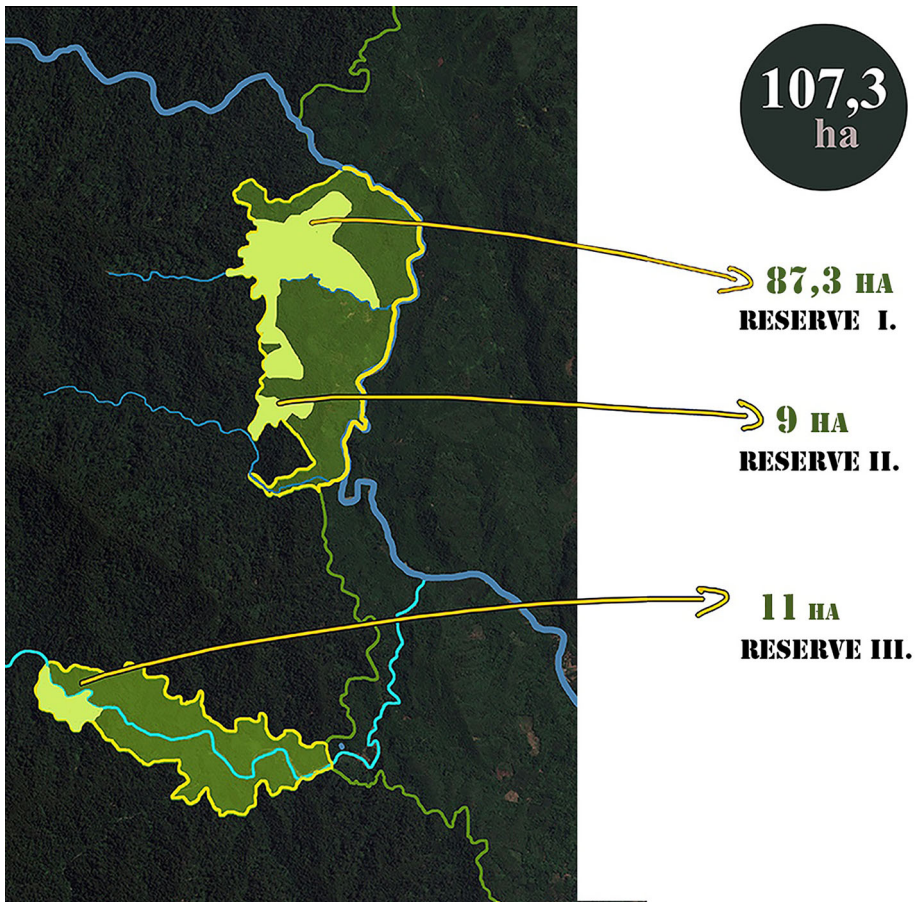 107,3
ha
87,3 HA
RESERVE I.
9 HA
RESERVE II.
11 HA
RESERVE III.